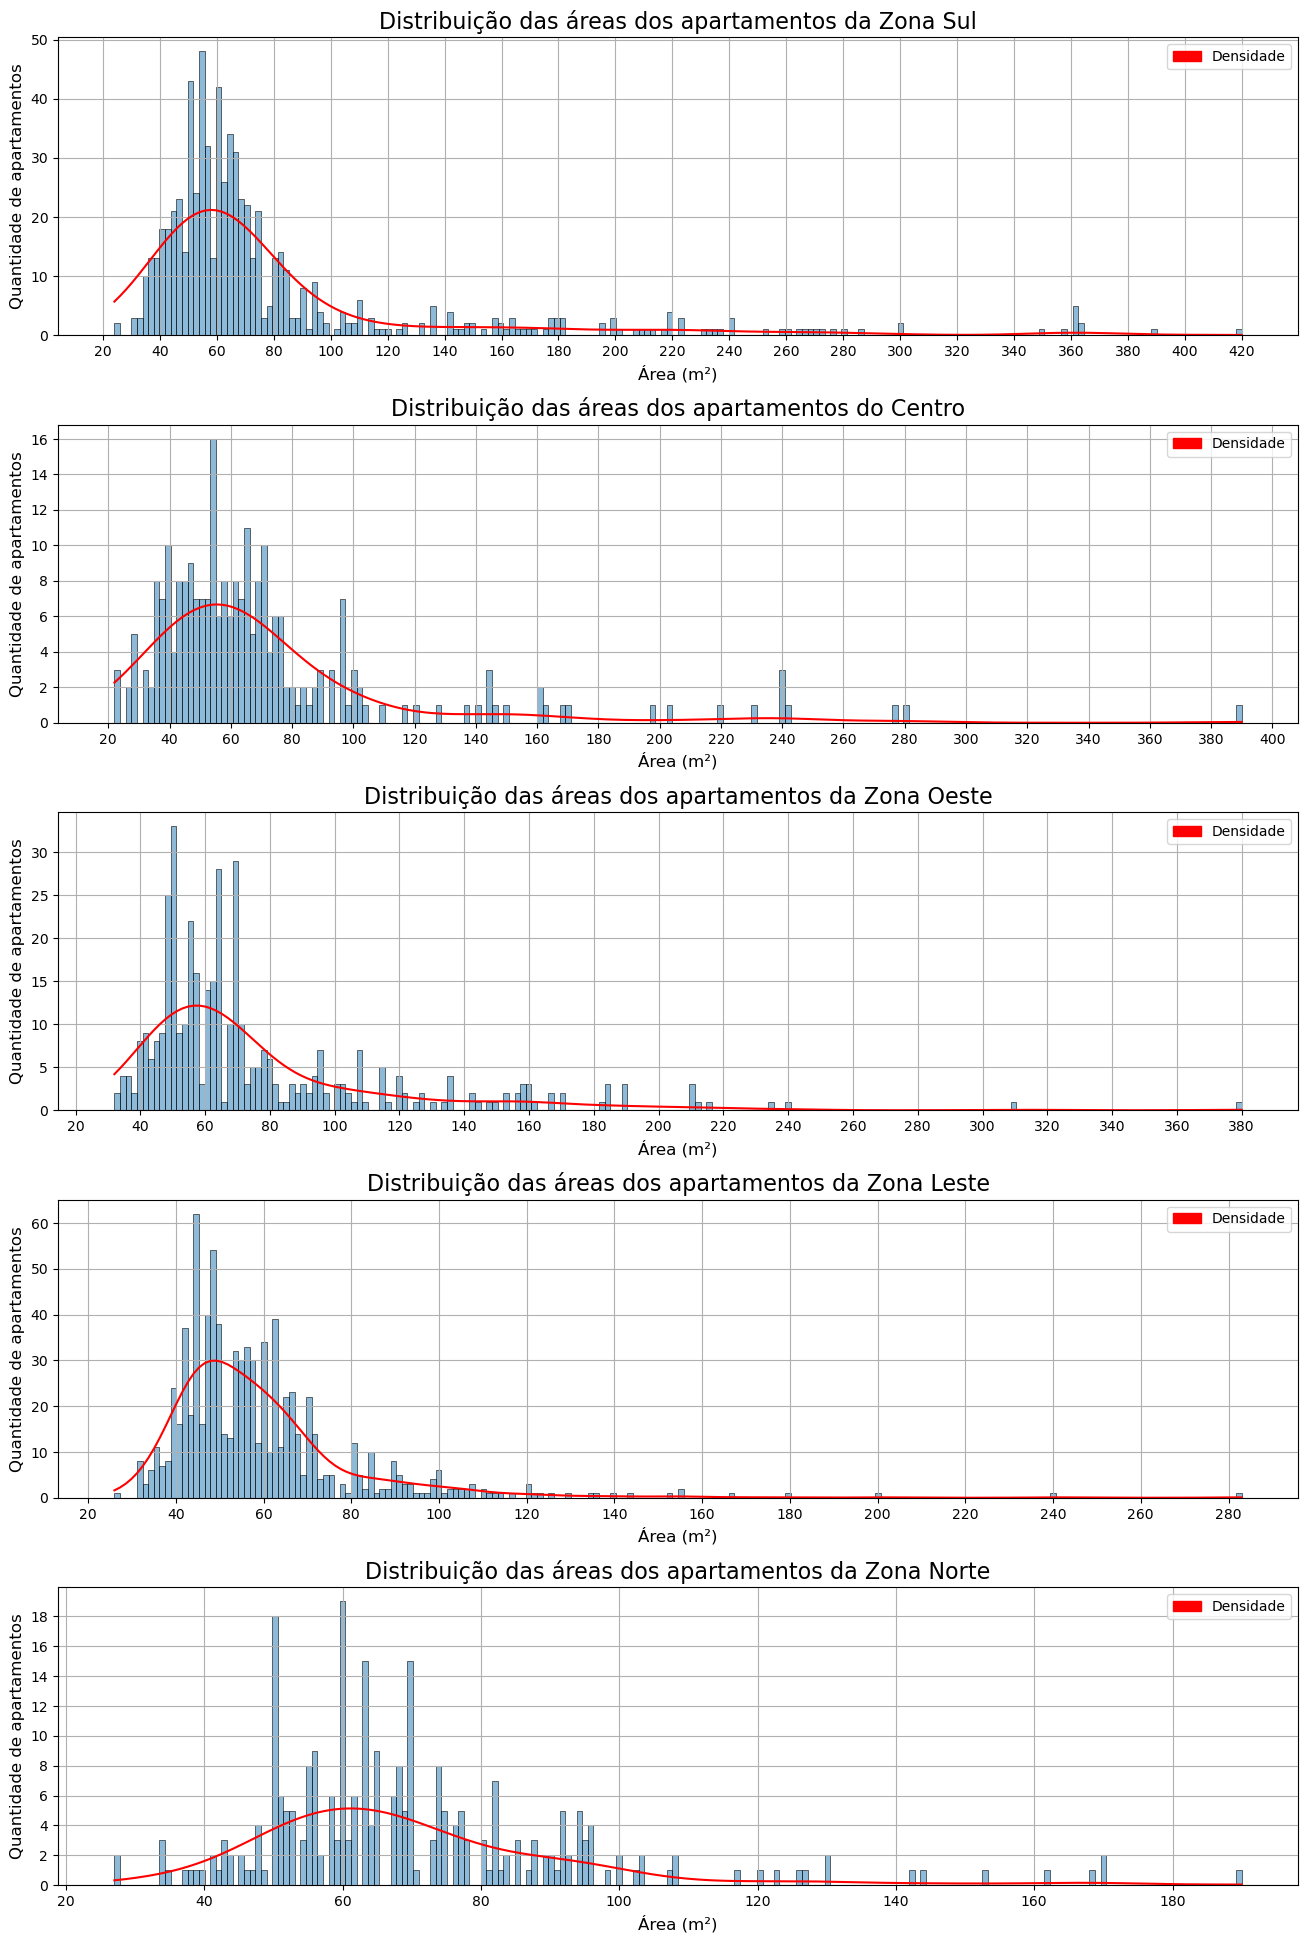 Distribuição das áreas dos apartamentos da Zona Sul
Densidade
Quantidade de apartamentos
50
40
30
20
10
0
20 40 60 80 100 120 140 160 180 200 220 240 260 280 300 320 340 360 380 400 420
Área (m²)
Distribuição das áreas dos apartamentos do Centro
Densidade
Quantidade de apartamentos
16
14
12
10
8
6
4
2
0
20 40 60 80 100 120 140 160 180 200 220 240 260 280 300 320 340 360 380 400
Área (m²)
Distribuição das áreas dos apartamentos da Zona Oeste
Densidade
Quantidade de apartamentos
30
25
20
15
10
5
0
20 40 60 80 100 120 140 160 180 200 220 240 260 280 300 320 340 360 380
Área (m²)
Distribuição das áreas dos apartamentos da Zona Leste
Densidade
Quantidade de apartamentos
60
50
40
30
20
10
0
20 40 60 80 100 120 140 160 180 200 220 240 260 280
Área (m²)
Distribuição das áreas dos apartamentos da Zona Norte
Densidade
Quantidade de apartamentos
18
16
14
12
10
8
6
4
2
0
20 40 60 80 100 120 140 160 180
Área (m²)